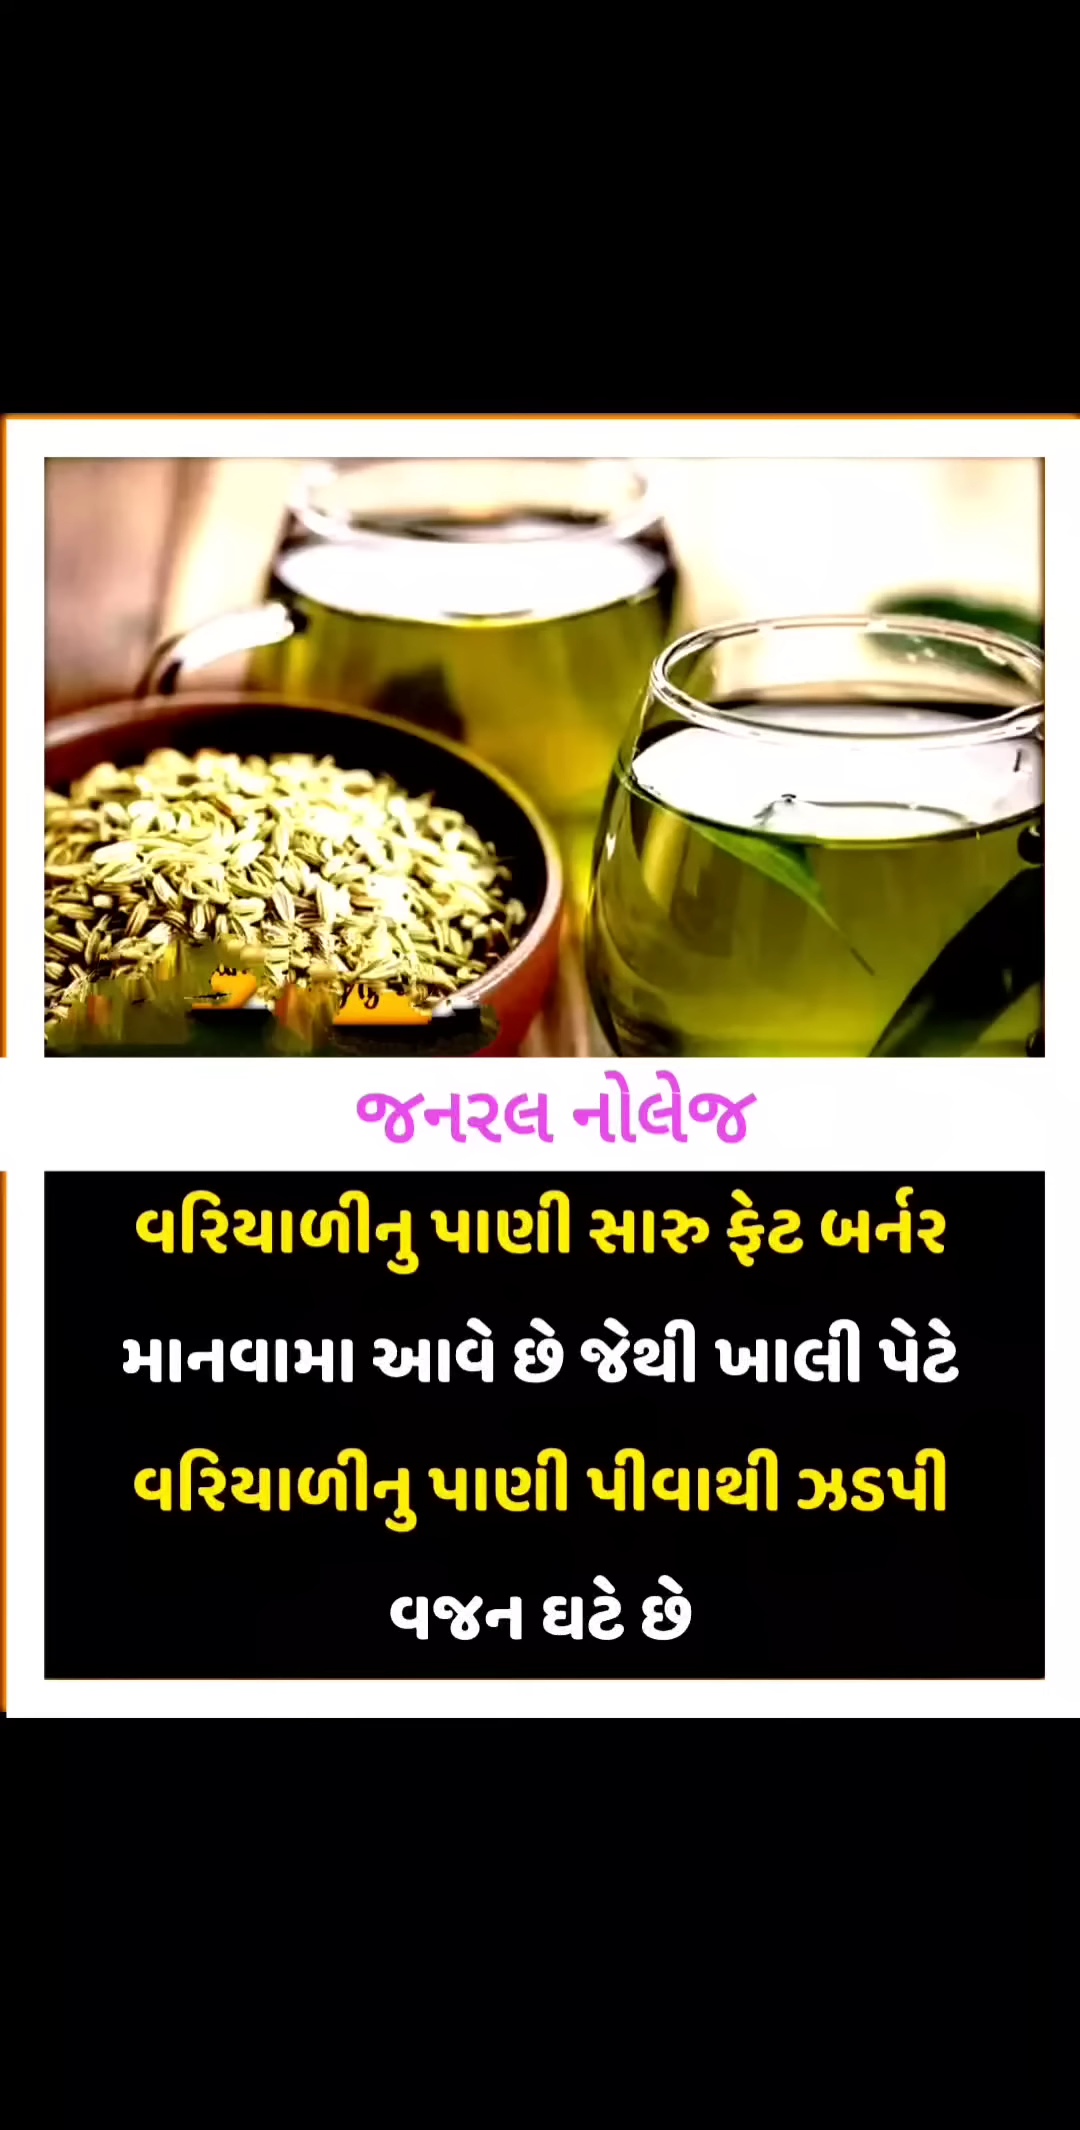 જનરલ નોલેજ
વરિયાળીનુ પાણી સારુ ફેટ બર્નર
માનવામા આવે છે જેથી ખાલી પેટે
વરિયાળીનુ પાણી પીવાથી ઝડપી
વજન ઘટે છે